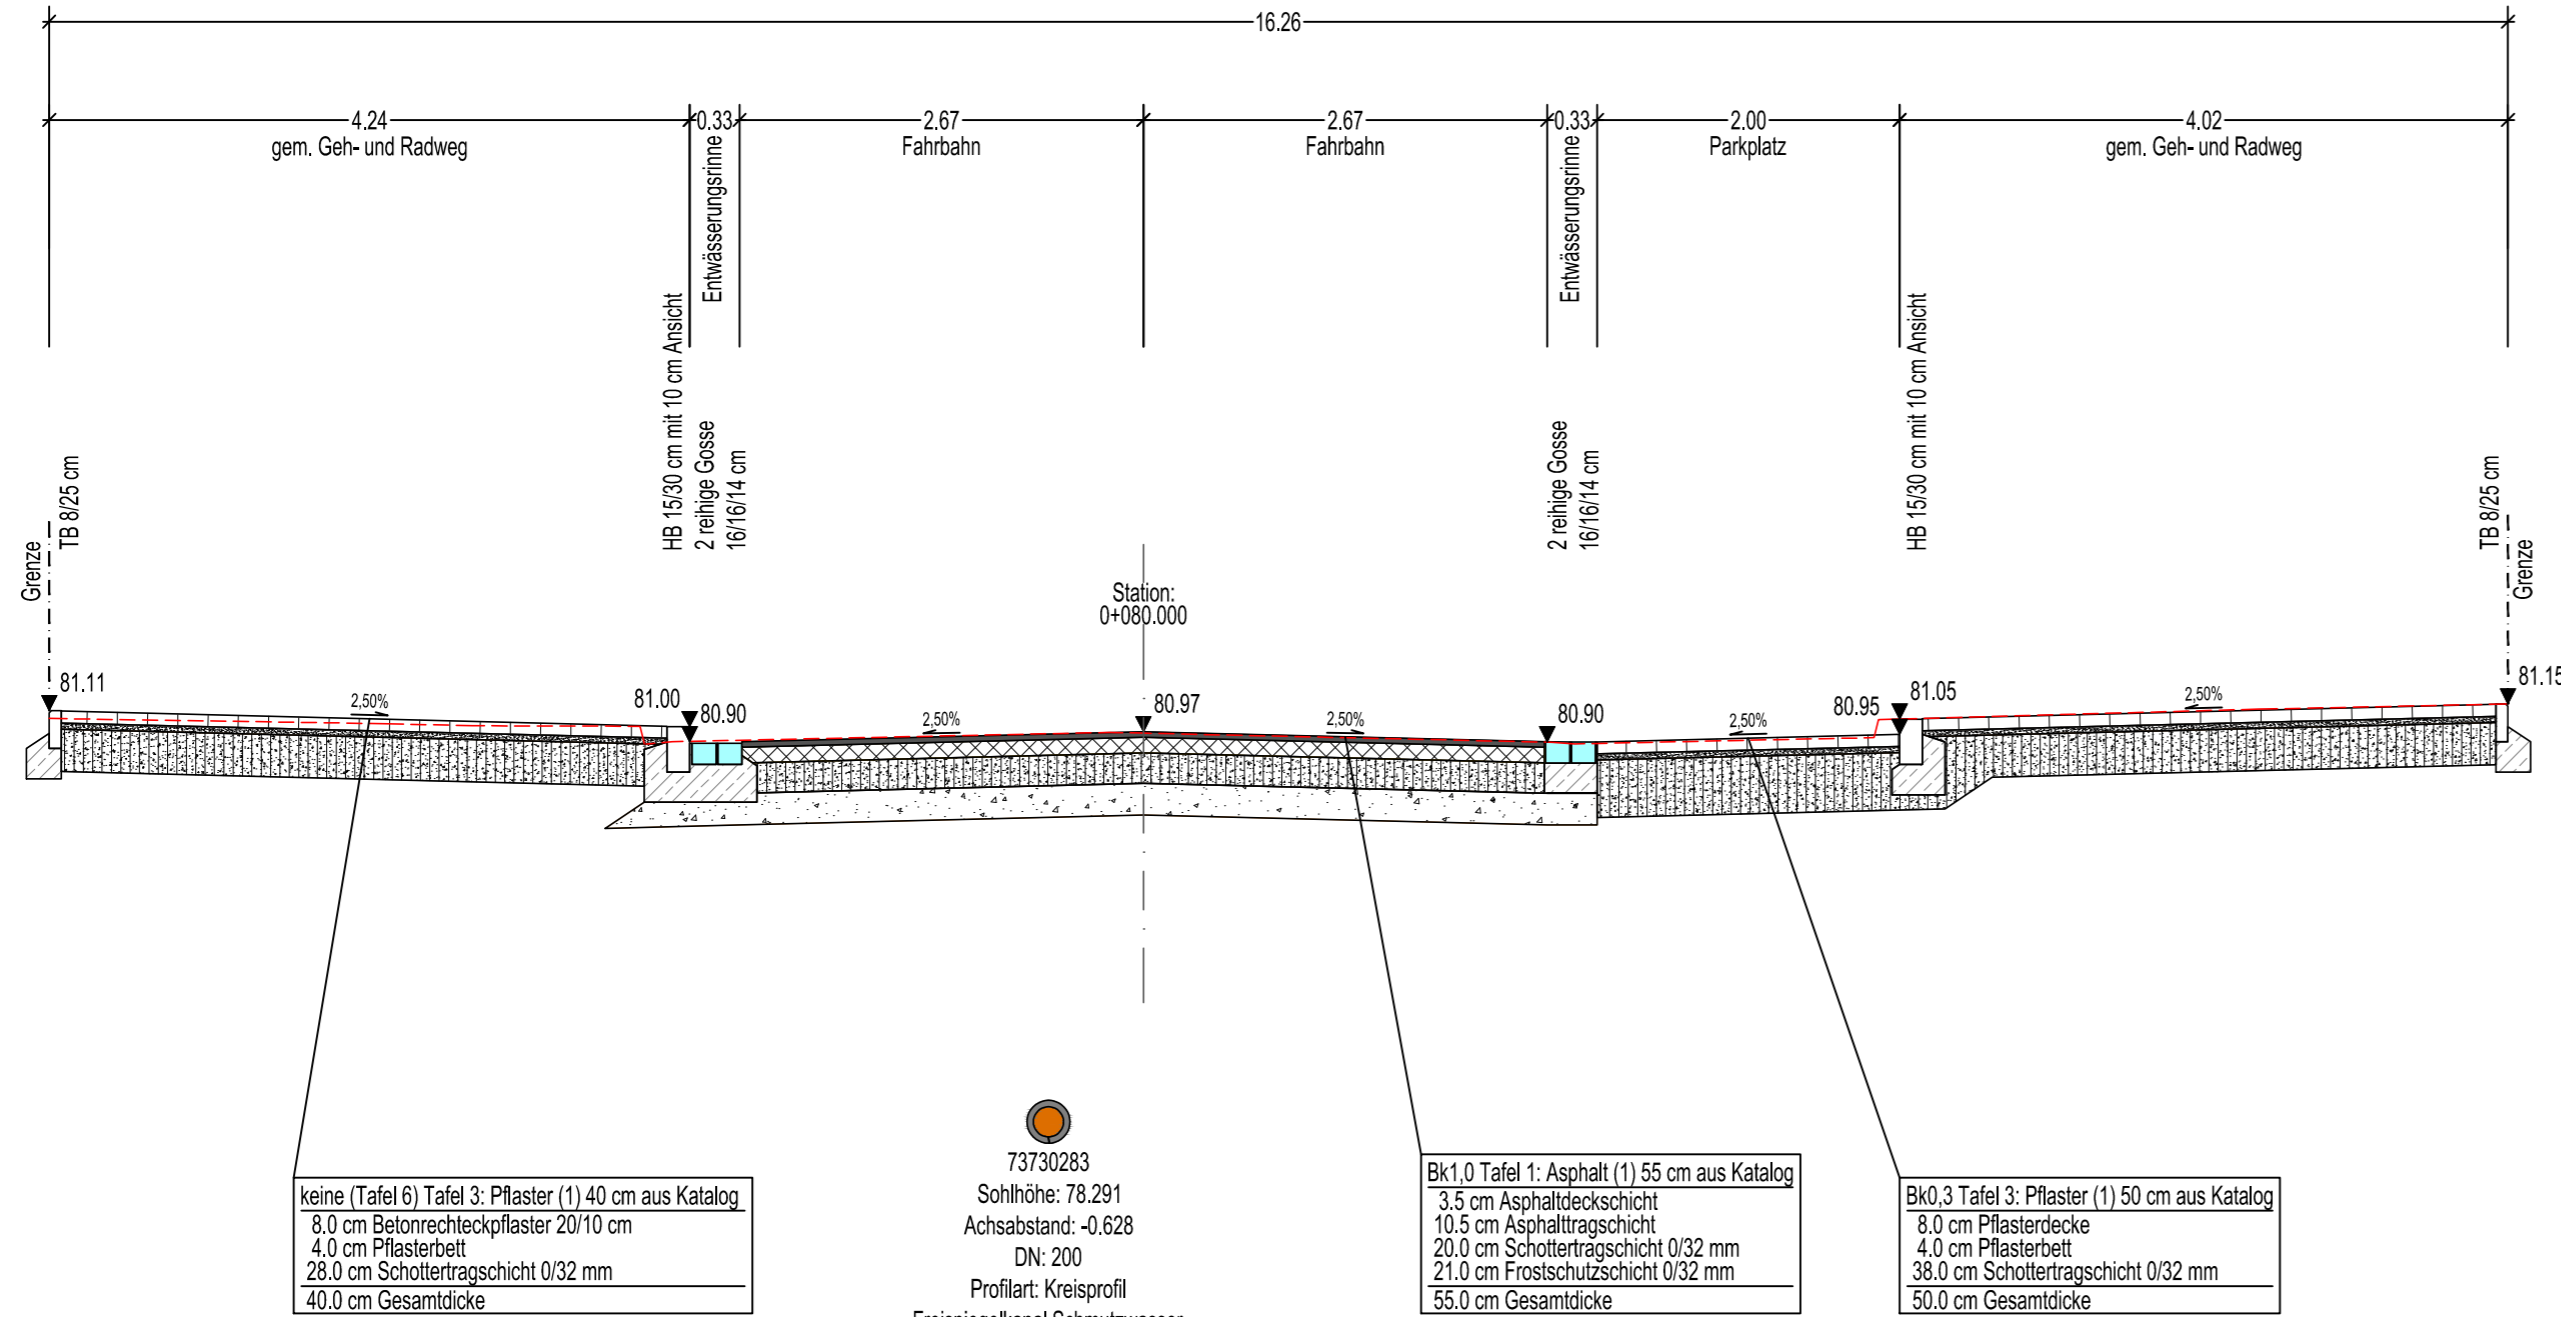 16.26
4.24
0.33
2.67
2.67
0.33
2.00
4.02
gem. Geh- und Radweg
Entwässerungsrinne
Fahrbahn
Fahrbahn
Entwässerungsrinne
Parkplatz
gem. Geh- und Radweg
Grenze
TB 8/25 cm
HB 15/30 cm mit 10 cm Ansicht
2 reihige Gosse
16/16/14 cm
2 reihige Gosse
16/16/14 cm
HB 15/30 cm mit 10 cm Ansicht
TB 8/25 cm
Grenze
Station:
0+080.000
81.11
2,50%
81.00
80.90
2,50%
80.97
2,50%
80.90
2,50%
80.95
81.05
2,50%
81.15
73730283
Sohlhöhe: 78.291
Achsabstand: -0.628
DN: 200
Profilart: Kreisprofil
Freispiegelkanal Schmutzwasser
keine (Tafel 6) Tafel 3: Pflaster (1) 40 cm aus Katalog
8.0 cm Betonrechteckpflaster 20/10 cm
4.0 cm Pflasterbett
28.0 cm Schottertragschicht 0/32 mm
40.0 cm Gesamtdicke
Bk1,0 Tafel 1: Asphalt (1) 55 cm aus Katalog
3.5 cm Asphaltdeckschicht
10.5 cm Asphalttragschicht
20.0 cm Schottertragschicht 0/32 mm
21.0 cm Frostschutzschicht 0/32 mm
55.0 cm Gesamtdicke
Bk0,3 Tafel 3: Pflaster (1) 50 cm aus Katalog
8.0 cm Pflasterdecke
4.0 cm Pflasterbett
38.0 cm Schottertragschicht 0/32 mm
50.0 cm Gesamtdicke